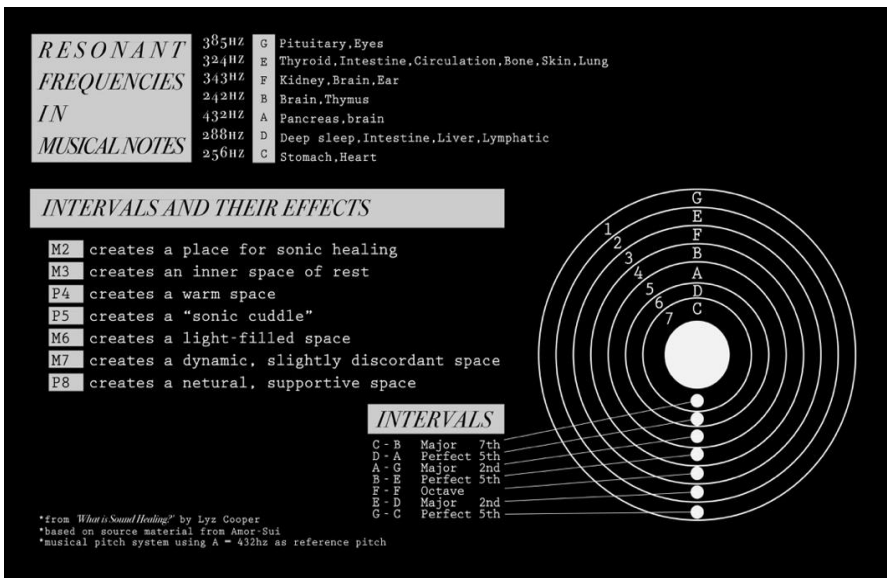 RESONANT
FREQUENCIES
IN
MUSICAL NOTES
385HZ G Pituitary,Eyes
324HZ E Thyroid,Intestine,Circulation,Bone,Skin,Lung
343HZ F Kidney,Brain,Ear
242HZ B Brain,Thymus
432HZ A Pancreas,brain
288HZ D Deep sleep,Intestine,Liver,Lymphatic
256HZ C Stomach,Heart
INTERVALS AND THEIR EFFECTS
M2 creates a place for sonic healing
M3 creates an inner space of rest
P4 creates a warm space
P5 creates a “sonic cuddle”
M6 creates a light-filled space
M7 creates a dynamic, slightly discordant space
P8 creates a netural, supportive space
G
E
F
B
A
D
C
1
2
3
4
5
6
7
INTERVALS
C - B Major 7th
D - A Perfect 5th
A - G Major 2nd
B - E Perfect 5th
F - F Octave
E - D Major 2nd
G - C Perfect 5th
*from 'What is Sound Healing?' by Lyz Cooper
*based on source material from Amor-Sui
*musical pitch system using A = 432hz as reference pitch